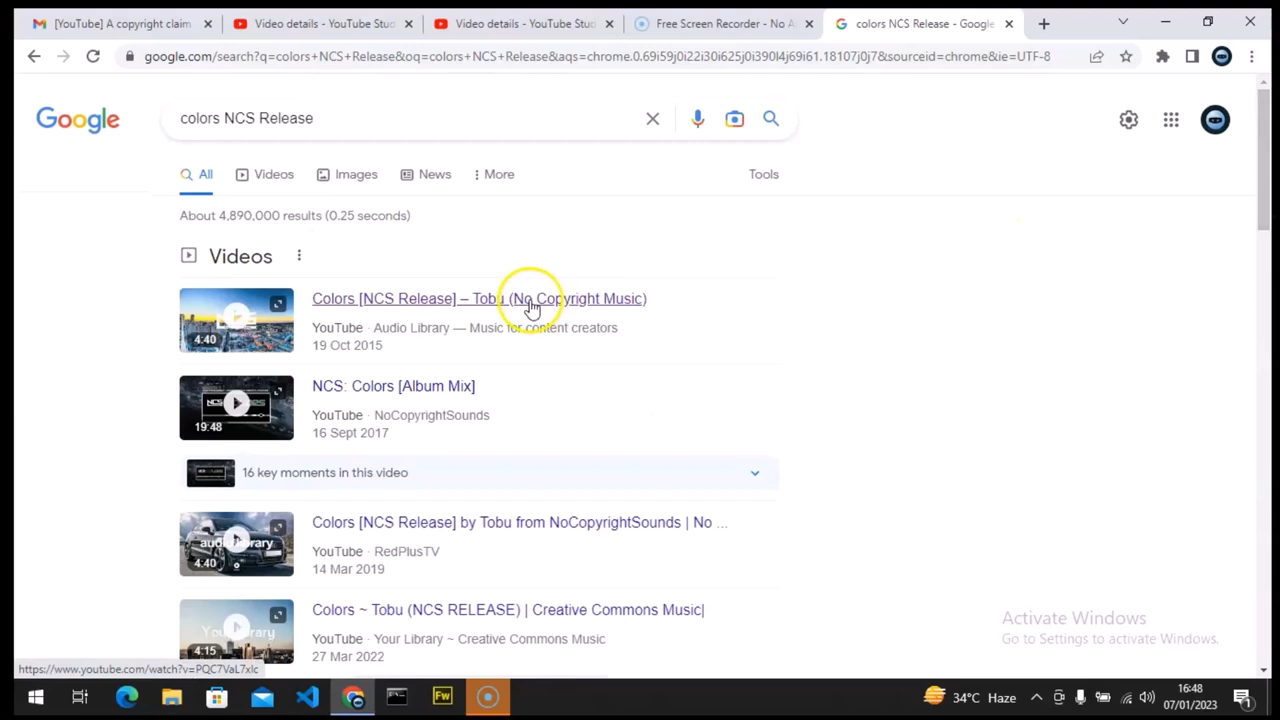 [YouTube] A copyright claim
Video details - YouTube Stud
Video details - YouTube Stud
Free Screen Recorder - No A
colors NCS Release - Google
google.com/search?q=colors+NCS+Release&oq=colors+NCS+Release&aqs=chrome.0.69i59j0i22i30i625j0i390l4j69i61.18107j0j7&sourceid=chrome&ie=UTF-8
Google
colors NCS Release
All
Videos
Images
News
More
Tools
About 4,890,000 results (0.25 seconds)
Videos
Colors [NCS Release] – Tobu (No Copyright Music)
YouTube · Audio Library — Music for content creators
4:40
19 Oct 2015
NCS: Colors [Album Mix]
YouTube · NoCopyrightSounds
19:48
16 Sept 2017
16 key moments in this video
Colors [NCS Release] by Tobu from NoCopyrightSounds | No ...
YouTube · RedPlusTV
4:40
14 Mar 2019
Colors ~ Tobu (NCS RELEASE) | Creative Commons Music|
YouTube · Your Library ~ Creative Commons Music
4:15
27 Mar 2022
Activate Windows
Go to Settings to activate Windows.
https://www.youtube.com/watch?v=PQC7VaL7xlc
Fw
34°C Haze
16:48
07/01/2023
1